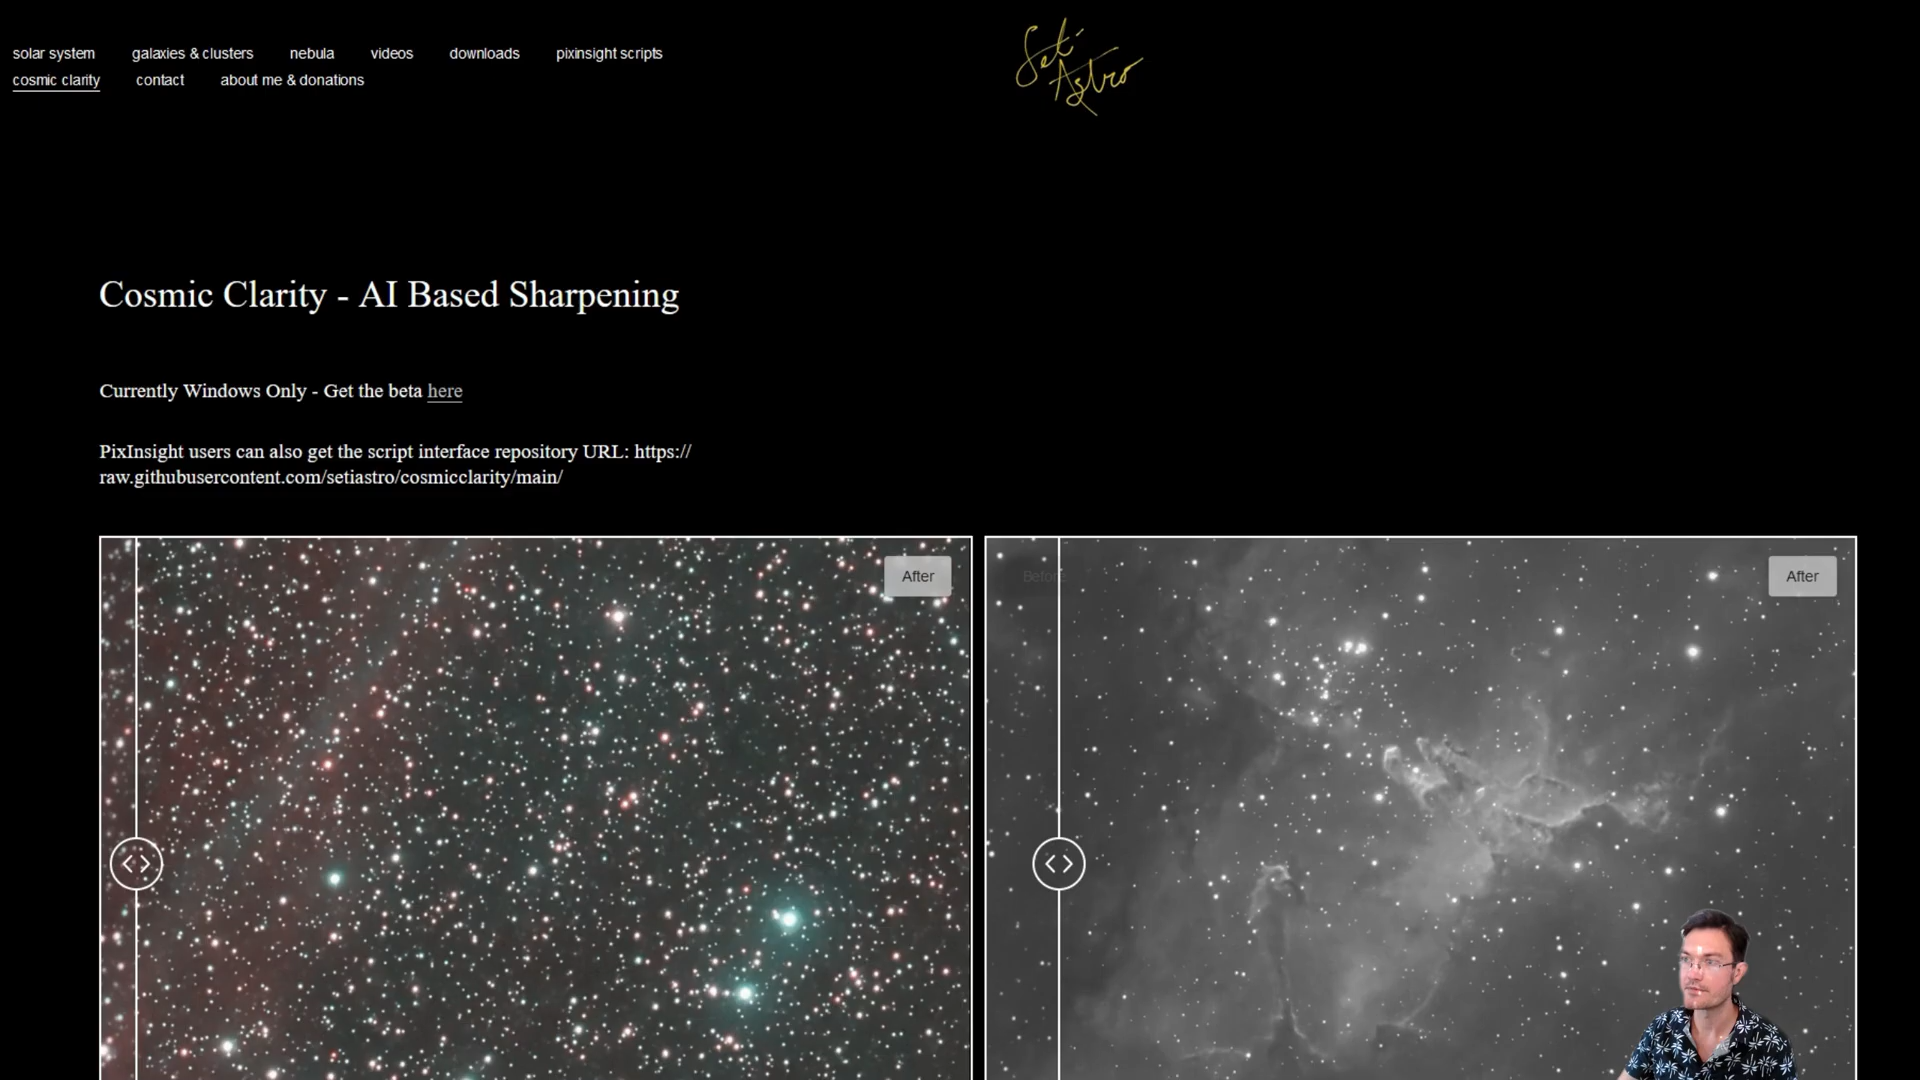 solar system galaxies & clusters nebula videos downloads pixinsight scripts
cosmic clarity contact about me & donations
Seti Astro
Cosmic Clarity - AI Based Sharpening
Currently Windows Only - Get the beta here
PixInsight users can also get the script interface repository URL: https://
raw.githubusercontent.com/setiastro/cosmicclarity/main/
After
Before
After